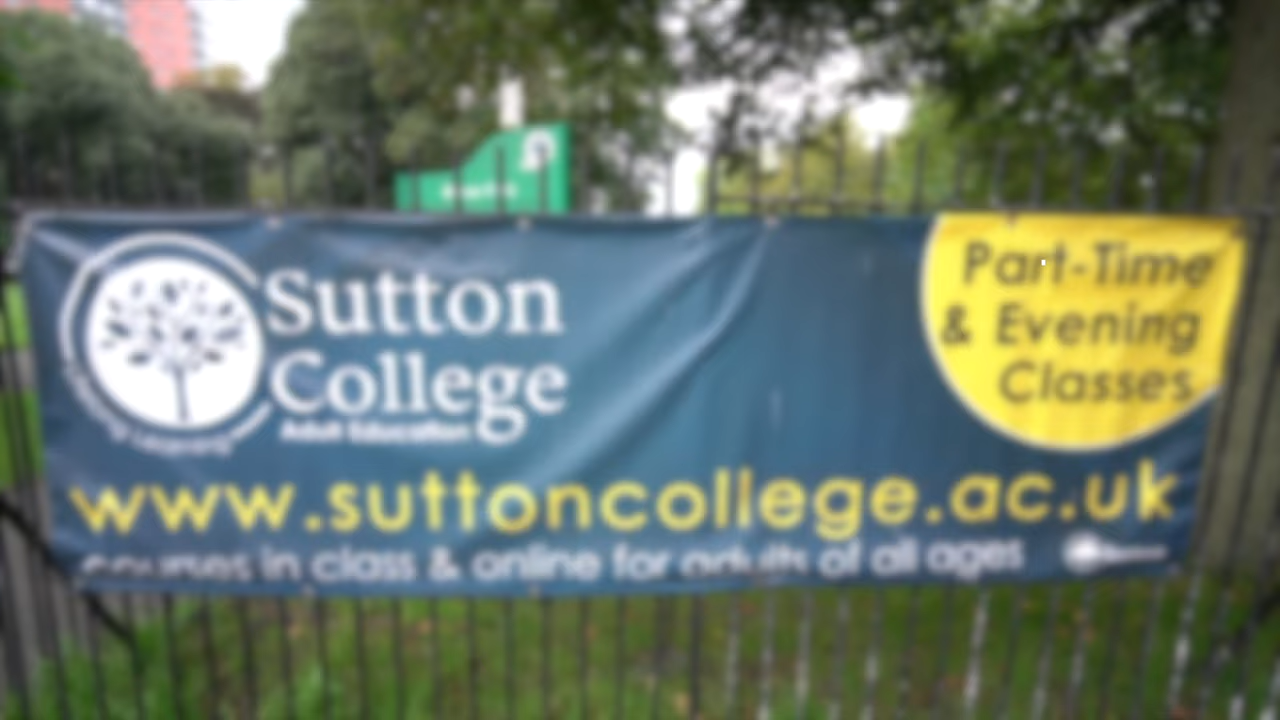 Sutton
College
Adult Education
Part-Time
& Evening
Classes
www.suttoncollege.ac.uk
courses in class & online for adults of all ages